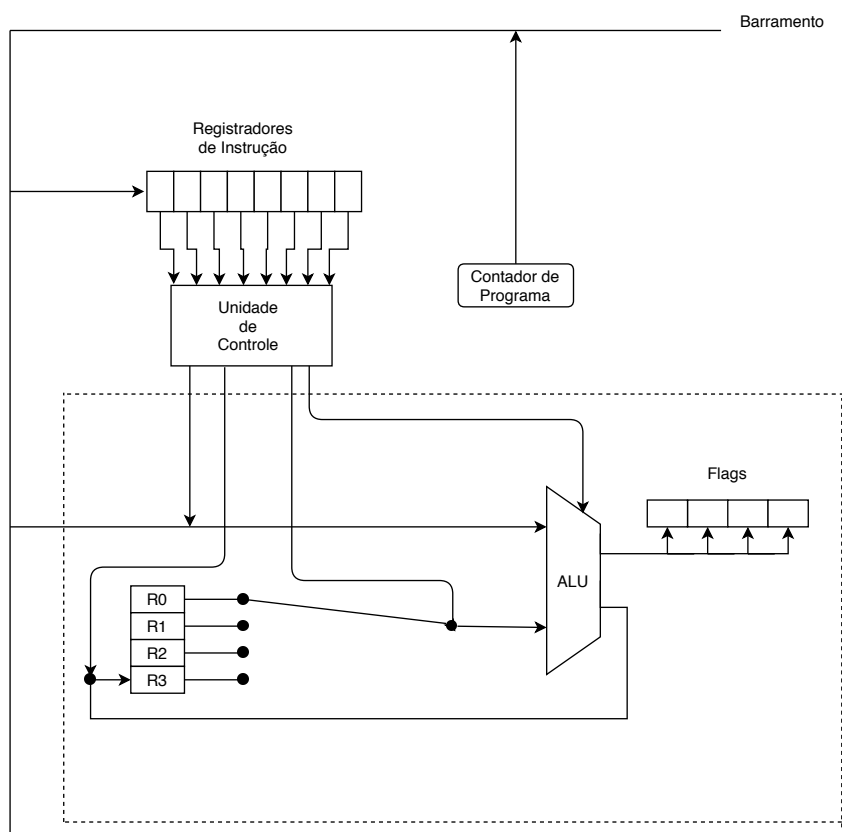 Barramento
Registradores
de Instrução
Contador de
Programa
Unidade
de
Controle
Flags
ALU
R0
R1
R2
R3